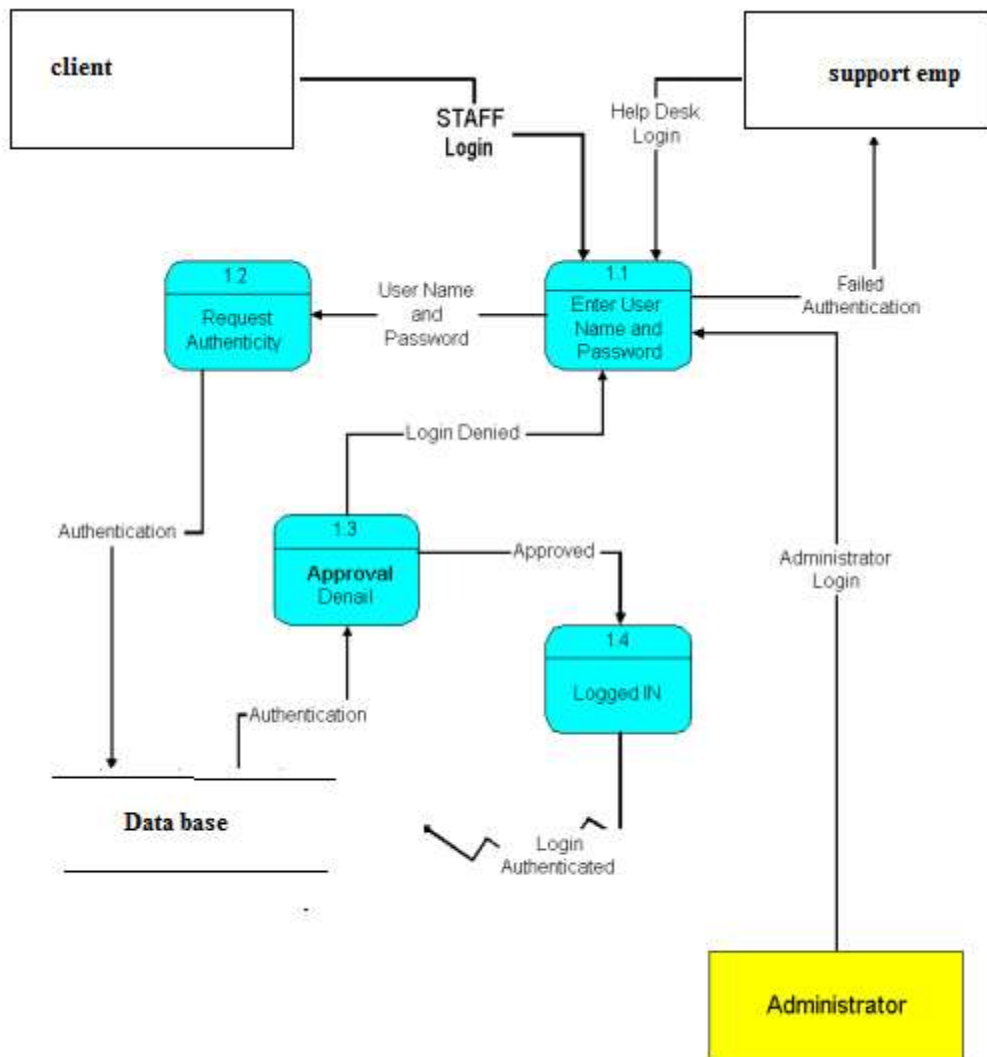 client
support emp
STAFF
Login
Help Desk
Login
1.2
Request
Authenticity
User Name
and
Password
1.1
Enter User
Name and
Password
Failed
Authentication
Login Denied
Authentication
1.3
Approval
Denail
Approved
Administrator
Login
1.4
Logged IN
Authentication
Data base
Login
Authenticated
Administrator